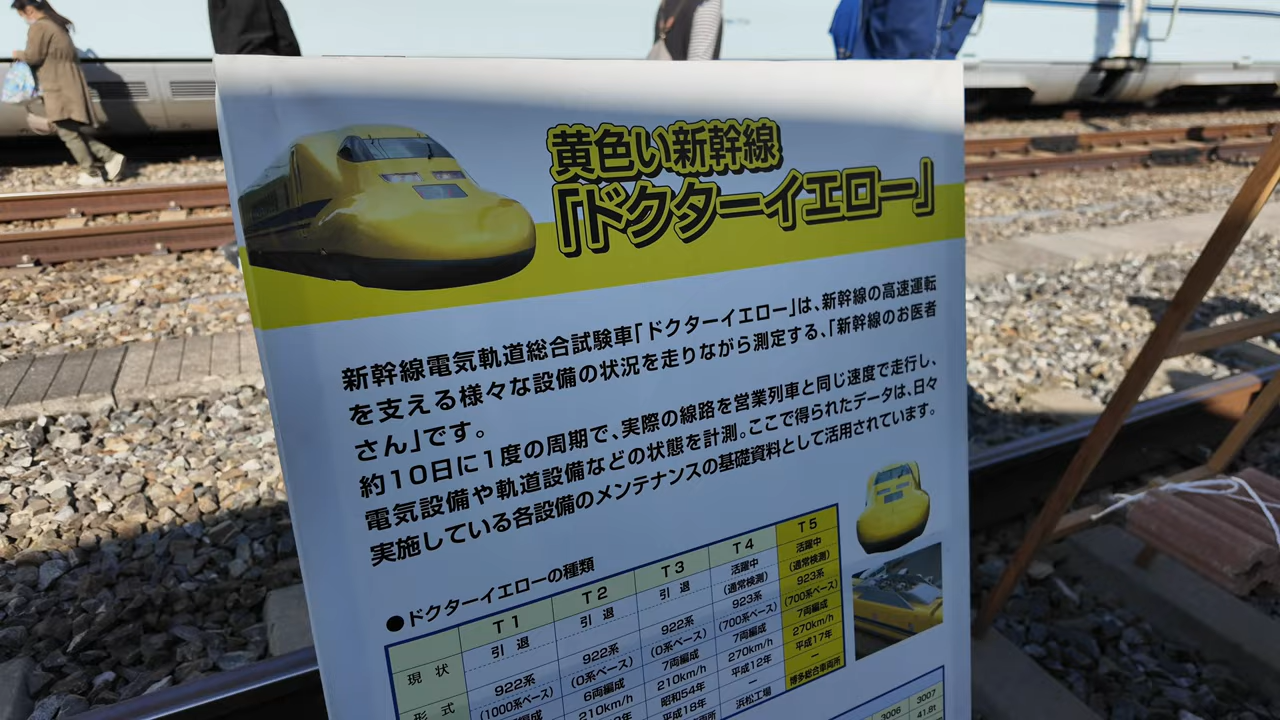 黄色い新幹線
「ドクターイエロー」
新幹線電気軌道総合試験車「ドクターイエロー」は、新幹線の高速運転
を支える様々な設備の状況を走りながら測定する、「新幹線のお医者
さん」です。
約10日に1度の周期で、実際の線路を営業列車と同じ速度で走行し、
電気設備や軌道設備などの状態を計測。ここで得られたデータは、日々
実施している各設備のメンテナンスの基礎資料として活用されています。
●ドクターイエローの種類
T1 T2 T3 T4 T5
現状 引退 引退 引退 活躍中 活躍中
(通常検測) (通常検測)
形式 922系 922系 922系 923系 923系
(1000系ベース) (0系ベース) (0系ベース) (700系ベース) (700系ベース)
6両編成 7両編成 7両編成 7両編成
210km/h 210km/h 270km/h 270km/h
昭和54年 平成12年 平成17年
平成18年 – –
浜松工場 博多総合車両所
3006 3007
41.8t